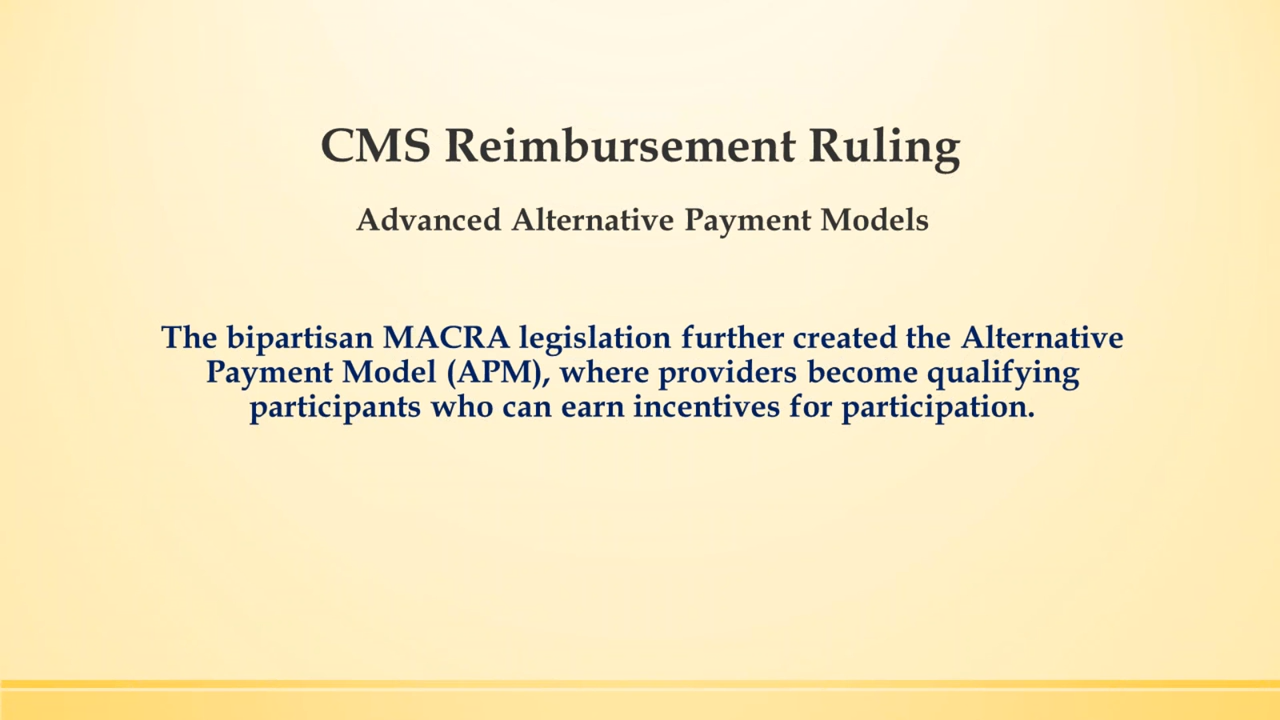 CMS Reimbursement Ruling
Advanced Alternative Payment Models
The bipartisan MACRA legislation further created the Alternative
Payment Model (APM), where providers become qualifying
participants who can earn incentives for participation.